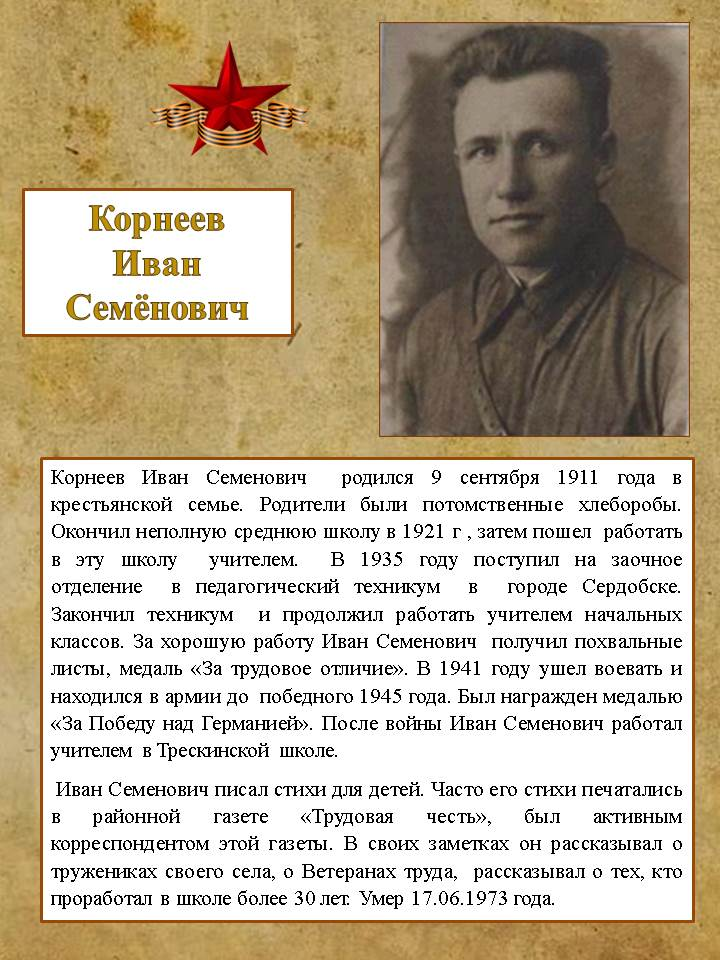 Корнеев
Иван
Семёнович
Корнеев Иван Семенович родился 9 сентября 1911 года в
крестьянской семье. Родители были потомственные хлеборобы.
Окончил неполную среднюю школу в 1921 г , затем пошел работать
в эту школу учителем. В 1935 году поступил на заочное
отделение в педагогический техникум в городе Сердобске.
Закончил техникум и продолжил работать учителем начальных
классов. За хорошую работу Иван Семенович получил похвальные
листы, медаль «За трудовое отличие». В 1941 году ушел воевать и
находился в армии до победного 1945 года. Был награжден медалью
«За Победу над Германией». После войны Иван Семенович работал
учителем в Трескинской школе.
Иван Семенович писал стихи для детей. Часто его стихи печатались
в районной газете «Трудовая честь», был активным
корреспондентом этой газеты. В своих заметках он рассказывал о
тружениках своего села, о Ветеранах труда, рассказывал о тех, кто
проработал в школе более 30 лет. Умер 17.06.1973 года.